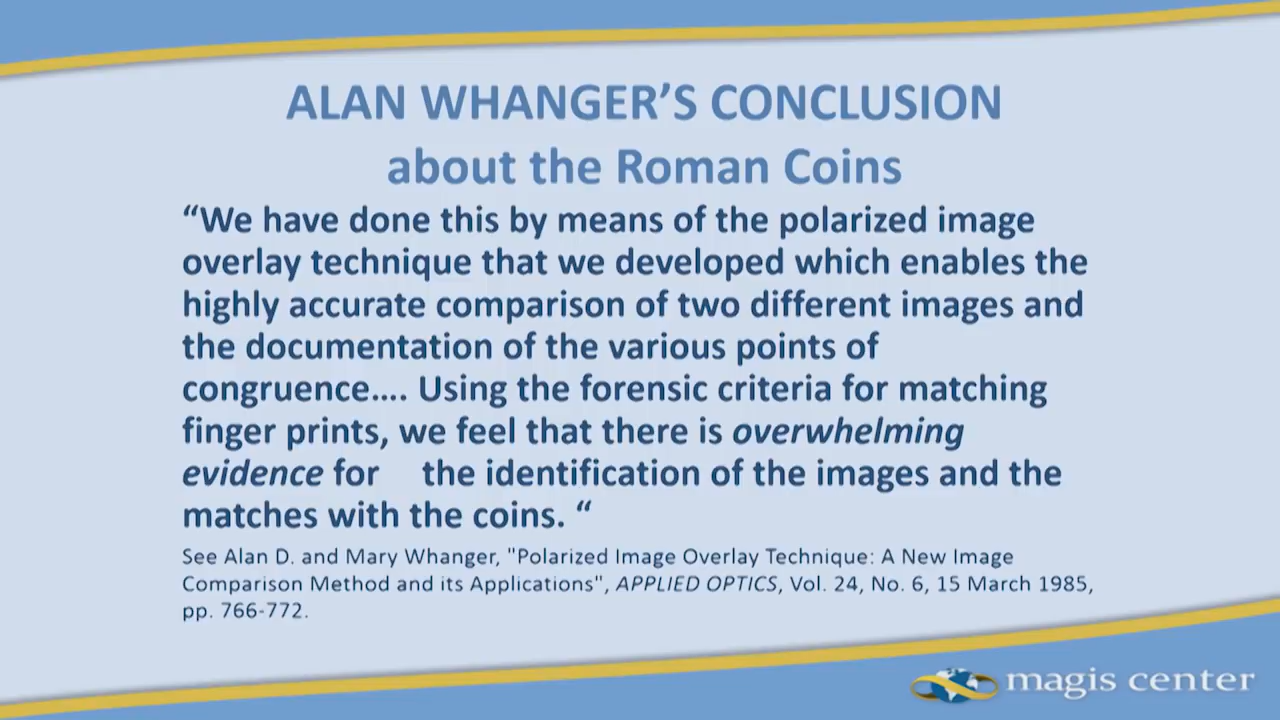 ALAN WHANGER’S CONCLUSION
about the Roman Coins
“We have done this by means of the polarized image
overlay technique that we developed which enables the
highly accurate comparison of two different images and
the documentation of the various points of
congruence…. Using the forensic criteria for matching
finger prints, we feel that there is overwhelming
evidence for    the identification of the images and the
matches with the coins. “
See Alan D. and Mary Whanger, "Polarized Image Overlay Technique: A New Image
Comparison Method and its Applications", APPLIED OPTICS, Vol. 24, No. 6, 15 March 1985,
pp. 766-772.
magis center